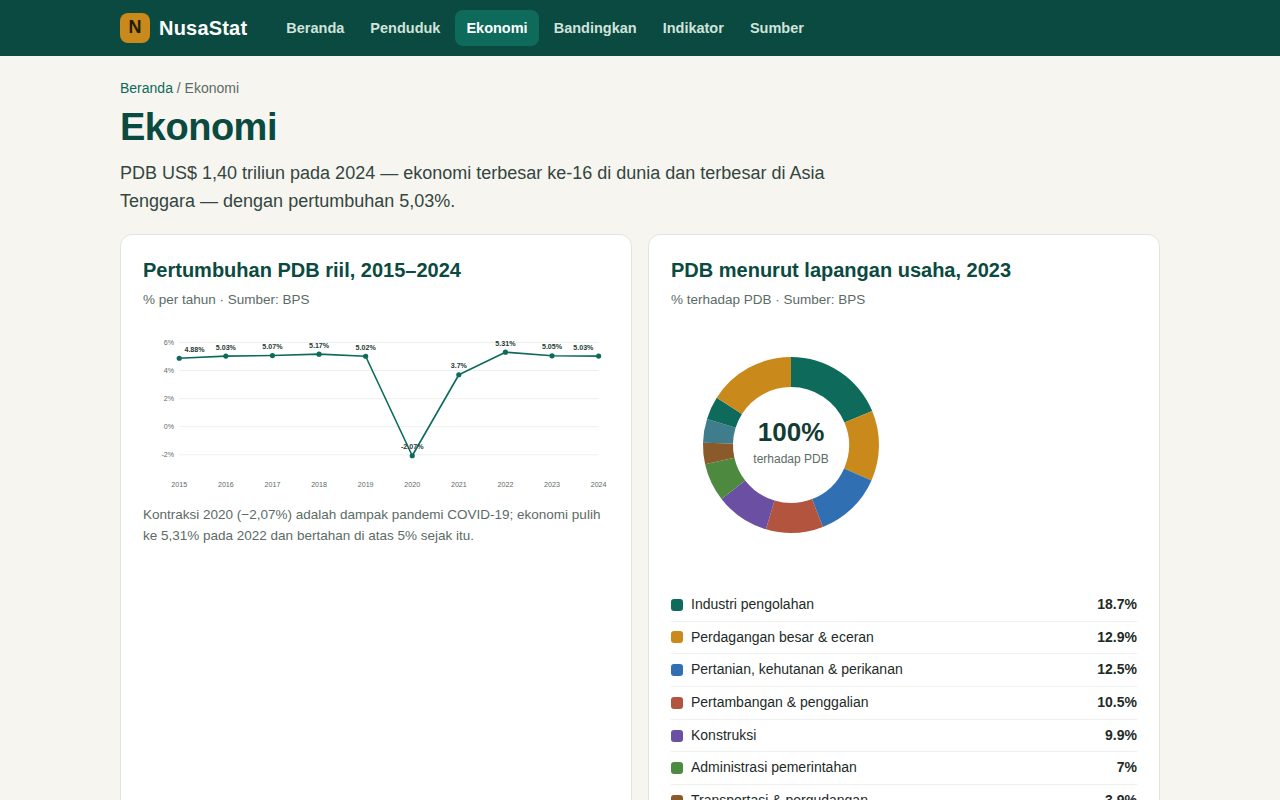 N NusaStat Beranda Penduduk Ekonomi Bandingkan Indikator Sumber
Beranda / Ekonomi
Ekonomi
PDB US$ 1,40 triliun pada 2024 — ekonomi terbesar ke-16 di dunia dan terbesar di Asia
Tenggara — dengan pertumbuhan 5,03%.
Pertumbuhan PDB riil, 2015–2024
% per tahun · Sumber: BPS
6%
4%
2%
0%
-2%
4.88% 5.03% 5.07% 5.17% 5.02% -2.07% 3.7% 5.31% 5.05% 5.03%
2015 2016 2017 2018 2019 2020 2021 2022 2023 2024
Kontraksi 2020 (−2,07%) adalah dampak pandemi COVID-19; ekonomi pulih
ke 5,31% pada 2022 dan bertahan di atas 5% sejak itu.
PDB menurut lapangan usaha, 2023
% terhadap PDB · Sumber: BPS
100%
terhadap PDB
Industri pengolahan 18.7%
Perdagangan besar & eceran 12.9%
Pertanian, kehutanan & perikanan 12.5%
Pertambangan & penggalian 10.5%
Konstruksi 9.9%
Administrasi pemerintahan 7%
Transportasi & pergudangan 3.9%